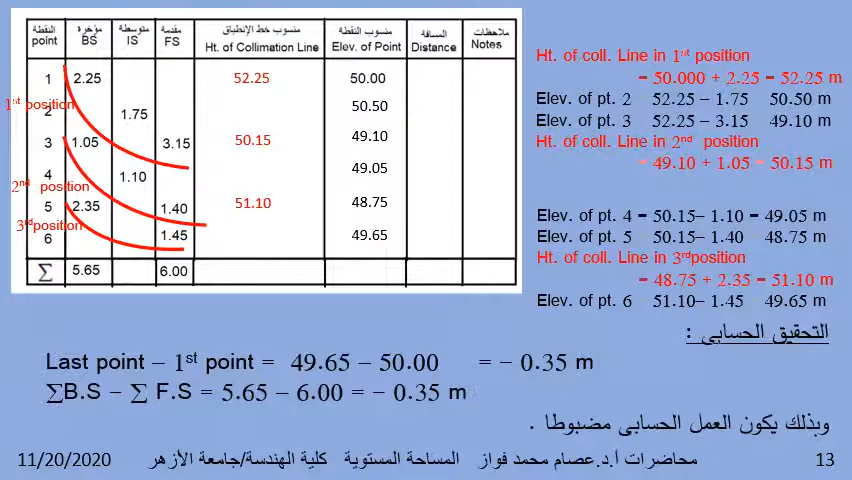 النقطة مؤخرة متوسطة مقدمة منسوب خط الإنطباق منسوب النقطة المسافة ملاحظات
point BS IS FS Ht. of Collimation Line Elev. of Point Distance Notes
1 2.25 52.25 50.00
1st position
2 1.75 50.50
3 1.05 3.15 50.15 49.10
4 1.10 49.05
2nd position
5 2.35 1.40 51.10 48.75
3rd position
6 1.45 49.65
Σ 5.65 6.00
Ht. of coll. Line in 1st position
= 50.000 + 2.25 = 52.25 m
Elev. of pt. 2 52.25 – 1.75 50.50 m
Elev. of pt. 3 52.25 – 3.15 49.10 m
Ht. of coll. Line in 2nd position
= 49.10 + 1.05 = 50.15 m
Elev. of pt. 4 = 50.15– 1.10 = 49.05 m
Elev. of pt. 5 50.15– 1.40 48.75 m
Ht. of coll. Line in 3rdposition
= 48.75 + 2.35 = 51.10 m
Elev. of pt. 6 51.10– 1.45 49.65 m
التحقيق الحسابى :
Last point – 1st point = 49.65 – 50.00 = – 0.35 m
ΣB.S – Σ F.S = 5.65 – 6.00 = – 0.35 m
وبذلك يكون العمل الحسابى مضبوطا .
11/20/2020 محاضرات أ.د.عصام محمد فواز المساحة المستوية كلية الهندسة/جامعة الأزهر 13